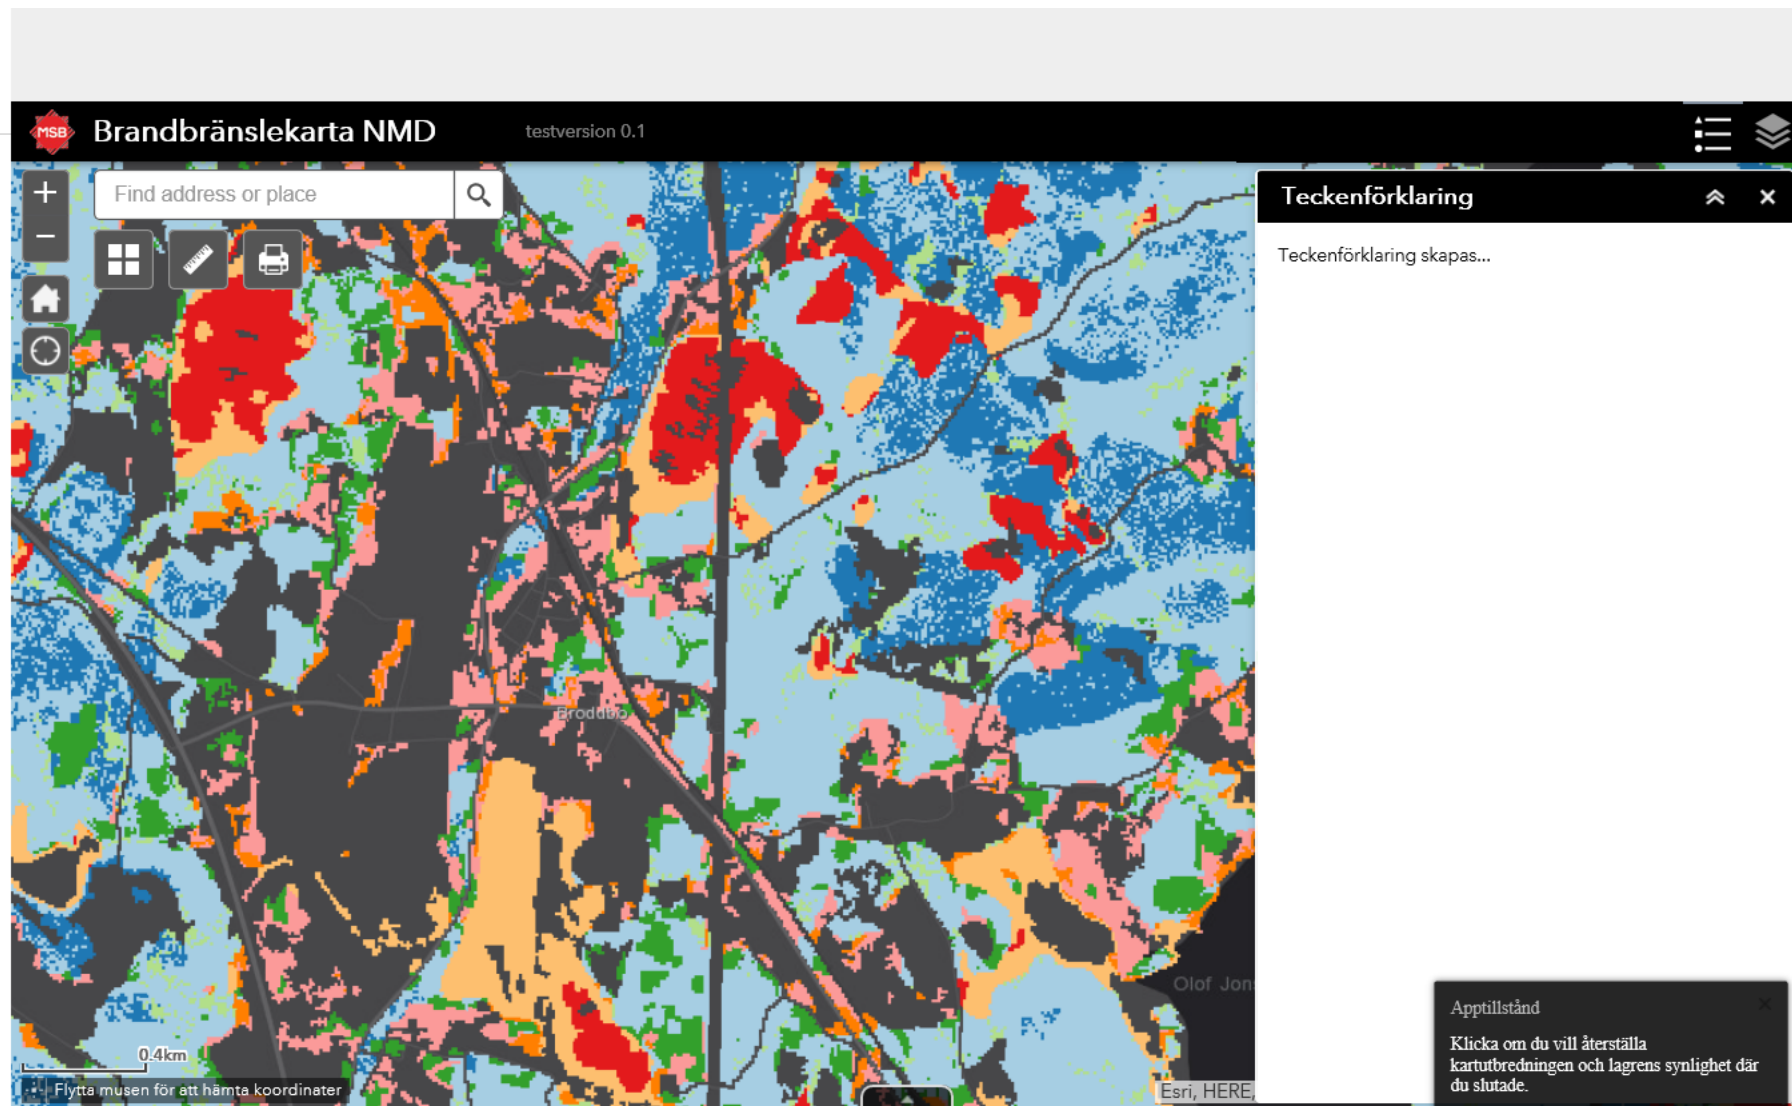 MSB
Brandbränslekarta NMD
testversion 0.1
Find address or place
Teckenförklaring
Teckenförklaring skapas...
Broddbo
Olof Jon
Apptillstånd
Klicka om du vill återställa
kartutbredningen och lagrens synlighet där
du slutade.
0.4km
Flytta musen för att hämta koordinater
Esri, HERE,